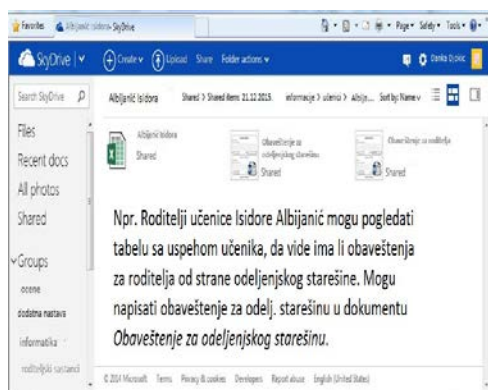 Favorites Albijanić Isidora - SkyDrive Page Safety Tools
SkyDrive Create Upload Share Folder actions Danka Djokic
Search SkyDrive Albijanić Isidora Shared > Shared items 21.12.2015. informacije > ucenici > Albija... Sort by: Name
Files
Recent docs
All photos
Shared
Groups
ocene
dodatna nastava
informatika
roditeljski sastanci
Albijanić Isidora
Shared
Obaveštenje za
odeljenjskog starešinu
Shared
Obaveštenje za roditelja
Shared
Npr. Roditelji učenice Isidore Albijanić mogu pogledati
tabelu sa uspehom učenika, da vide ima li obaveštenja
za roditelja od strane odeljenjskog starešine. Mogu
napisati obaveštenje za odelj. starešinu u dokumentu
Obaveštenje za odeljenjskog starešinu.
© 2014 Microsoft Terms Privacy & cookies Developers Report abuse English (United States)